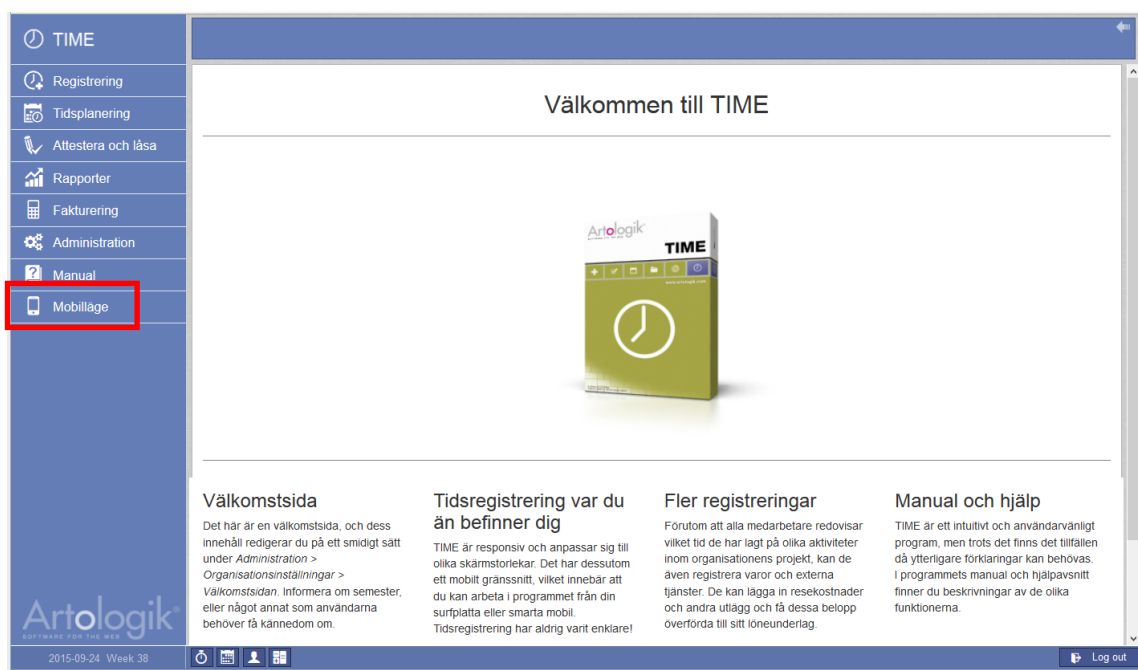 TIME
Registrering
Tidsplanering
Attestera och låsa
Rapporter
Fakturering
Administration
Manual
Mobilläge
Artologik
SOFTWARE FOR THE WEB
2015-09-24 Week 38
Välkommen till TIME
Artologik
TIME
www.artologik.com
Välkomstsida
Det här är en välkomstsida, och dess
innehåll redigerar du på ett smidigt sätt
under Administration >
Organisationsinställningar >
Välkomstsidan. Informera om semester,
eller något annat som användarna
behöver få kännedom om.
Tidsregistrering var du
än befinner dig
TIME är responsiv och anpassar sig till
olika skärmstorlekar. Det har dessutom
ett mobilt gränssnitt, vilket innebär att
du kan arbeta i programmet från din
surfplatta eller smarta mobil.
Tidsregistrering har aldrig varit enklare!
Fler registreringar
Förutom att alla medarbetare redovisar
vilket tid de har lagt på olika aktiviteter
inom organisationens projekt, kan de
även registrera varor och externa
tjänster. De kan lägga in resekostnader
och andra utlägg och få dessa belopp
överförda till sitt löneunderlag.
Manual och hjälp
TIME är ett intuitivt och användarvänligt
program, men trots det finns det tillfällen
då ytterligare förklaringar kan behövas.
I programmets manual och hjälpavsnitt
finner du beskrivningar av de olika
funktionerna.
Log out